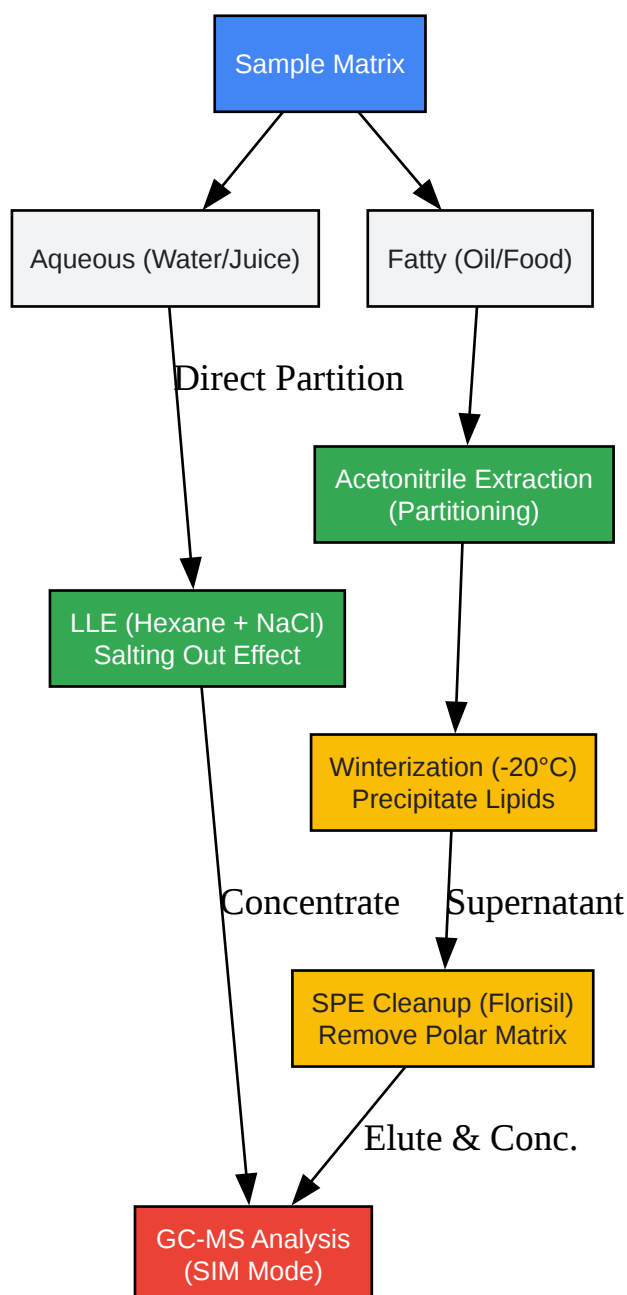 Sample Matrix
Aqueous (Water/Juice)
Fatty (Oil/Food)
Direct Partition
Acetonitrile Extraction
(Partitioning)
LLE (Hexane + NaCl)
Salting Out Effect
Winterization (-20°C)
Precipitate Lipids
Concentrate
Supernatant
SPE Cleanup (Florisil)
Remove Polar Matrix
Elute & Conc.
GC-MS Analysis
(SIM Mode)